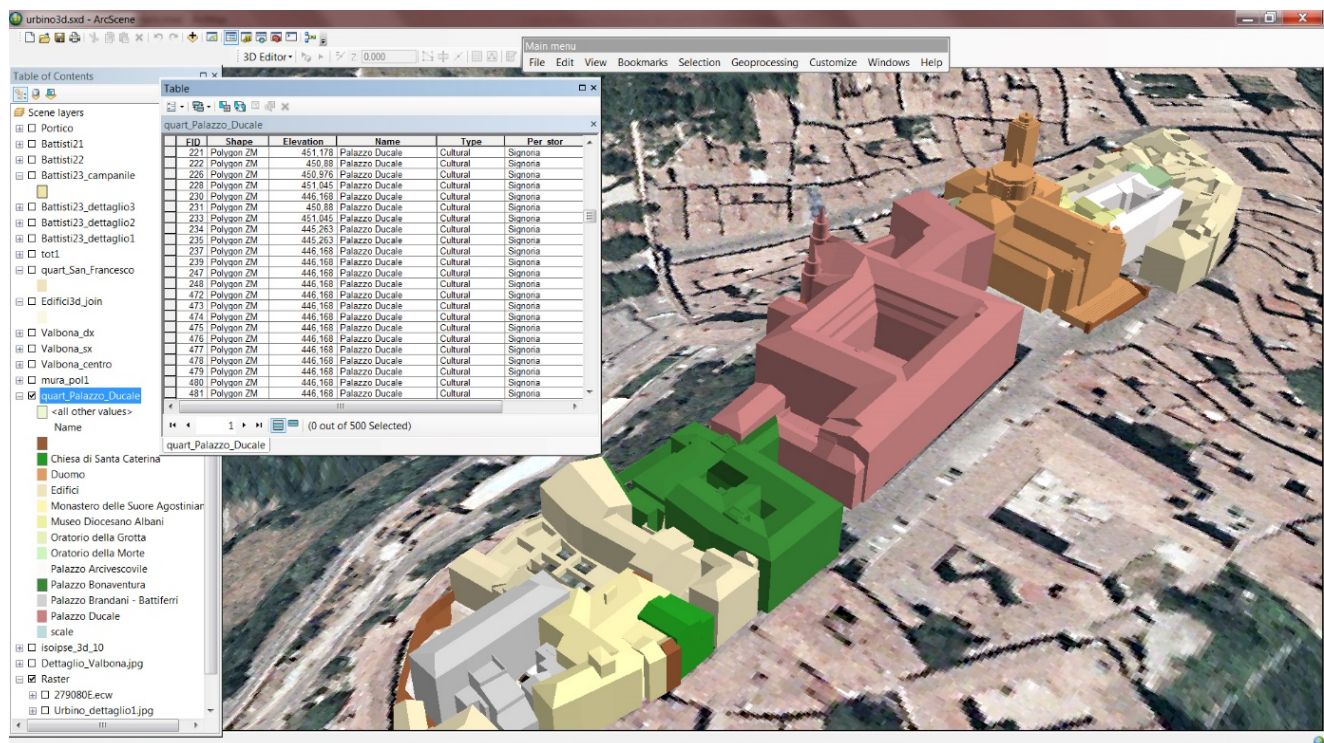 urbino3d.sxd - ArcScene
3D Editor
Z: 0.000
Main menu
File Edit View Bookmarks Selection Geoprocessing Customize Windows Help
Table of Contents
Scene layers
Portico
Battisti21
Battisti22
Battisti23_campanile
Battisti23_dettaglio3
Battisti23_dettaglio2
Battisti23_dettaglio1
tot1
quart_San_Francesco
Edifici3d_join
Valbona_dx
Valbona_sx
Valbona_centro
mura_pol1
quart_Palazzo_Ducale
<all other values>
Name
Chiesa di Santa Caterina
Duomo
Edifici
Monastero delle Suore Agostinian
Museo Diocesano Albani
Oratorio della Grotta
Oratorio della Morte
Palazzo Arcivescovile
Palazzo Bonaventura
Palazzo Brandani - Battiferri
Palazzo Ducale
scale
isoipse_3d_10
Dettaglio_Valbona.jpg
Raster
279080E.ecw
Urbino_dettaglio1.jpg
Table
quart_Palazzo_Ducale
FID Shape Elevation Name Type Per_stor
221 Polygon ZM 451,178 Palazzo Ducale Cultural Signoria
222 Polygon ZM 450,88 Palazzo Ducale Cultural Signoria
226 Polygon ZM 450,976 Palazzo Ducale Cultural Signoria
228 Polygon ZM 451,045 Palazzo Ducale Cultural Signoria
230 Polygon ZM 446,168 Palazzo Ducale Cultural Signoria
231 Polygon ZM 450,88 Palazzo Ducale Cultural Signoria
233 Polygon ZM 451,045 Palazzo Ducale Cultural Signoria
234 Polygon ZM 445,263 Palazzo Ducale Cultural Signoria
235 Polygon ZM 445,263 Palazzo Ducale Cultural Signoria
237 Polygon ZM 446,168 Palazzo Ducale Cultural Signoria
239 Polygon ZM 446,168 Palazzo Ducale Cultural Signoria
247 Polygon ZM 446,168 Palazzo Ducale Cultural Signoria
248 Polygon ZM 446,168 Palazzo Ducale Cultural Signoria
472 Polygon ZM 446,168 Palazzo Ducale Cultural Signoria
473 Polygon ZM 446,168 Palazzo Ducale Cultural Signoria
474 Polygon ZM 446,168 Palazzo Ducale Cultural Signoria
475 Polygon ZM 446,168 Palazzo Ducale Cultural Signoria
476 Polygon ZM 446,168 Palazzo Ducale Cultural Signoria
477 Polygon ZM 446,168 Palazzo Ducale Cultural Signoria
478 Polygon ZM 446,168 Palazzo Ducale Cultural Signoria
479 Polygon ZM 446,168 Palazzo Ducale Cultural Signoria
480 Polygon ZM 446,168 Palazzo Ducale Cultural Signoria
481 Polygon ZM 446,168 Palazzo Ducale Cultural Signoria
1 (0 out of 500 Selected)
quart_Palazzo_Ducale